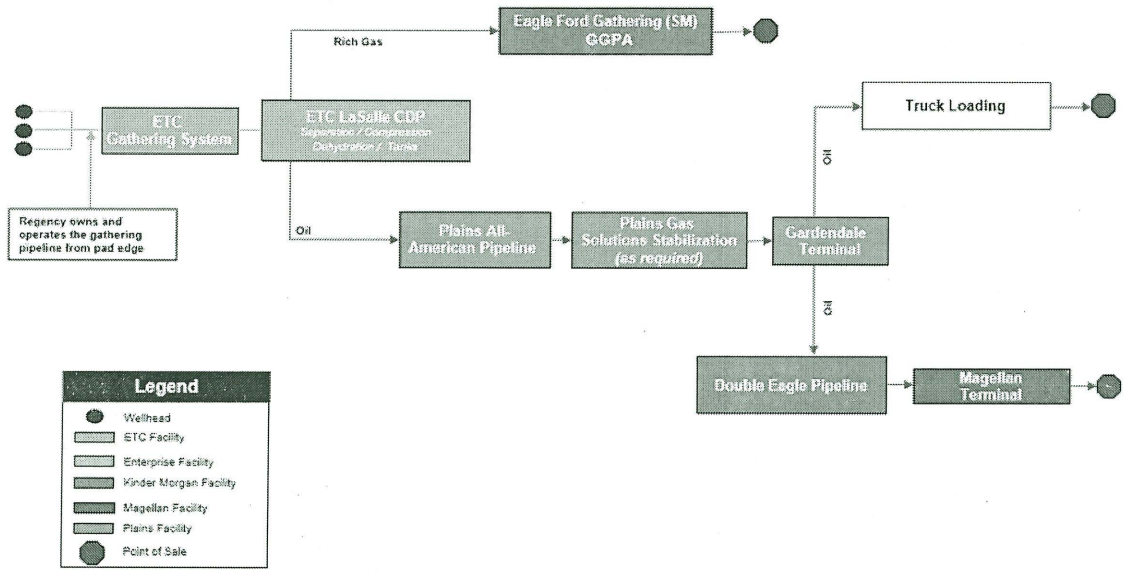 Eagle Ford Gathering (SM)
GGPA
Rich Gas
Truck Loading
ETC
Gathering System
ETC LaSalle CDP
Separation / Compression
Dehydration / Tanks
Oil
Regency owns and
operates the gathering
pipeline from pad edge
Oil
Plains All-
American Pipeline
Plains Gas
Solutions Stabilization
(as required)
Gardendale
Terminal
Oil
Double Eagle Pipeline
Magellan
Terminal
Legend
Wellhead
ETC Facility
Enterprise Facility
Kinder Morgan Facility
Magellan Facility
Plains Facility
Point of Sale